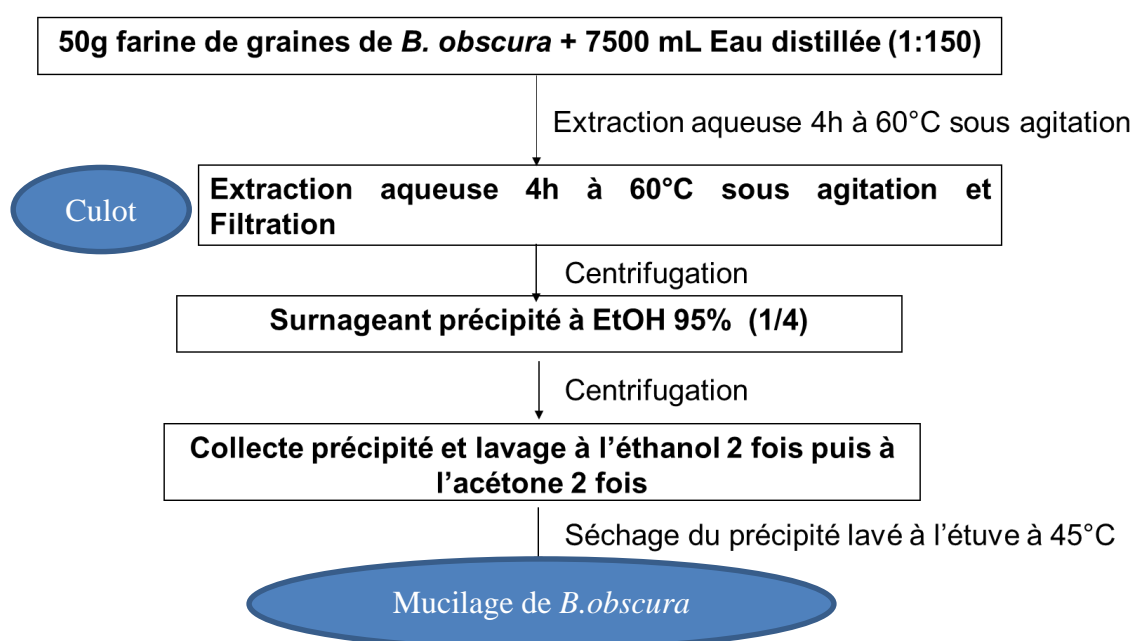 50g farine de graines de B. obscura + 7500 mL Eau distillée (1:150)
Extraction aqueuse 4h à 60°C sous agitation
Culot
Extraction aqueuse 4h à 60°C sous agitation et
Filtration
Centrifugation
Surnageant précipité à EtOH 95% (1/4)
Centrifugation
Collecte précipité et lavage à l’éthanol 2 fois puis à
l’acétone 2 fois
Séchage du précipité lavé à l’étuve à 45°C
Mucilage de B.obscura